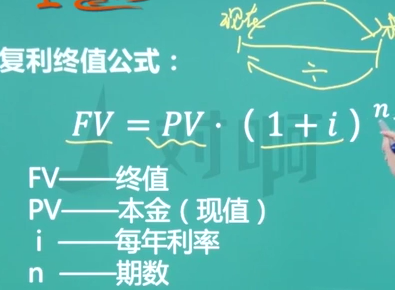 现在
复利终值公式：
÷
FV = PV · ( 1 + i ) ⁿ
对啊
FV——终值
PV——本金（现值）
i ——每年利率
n ——期数